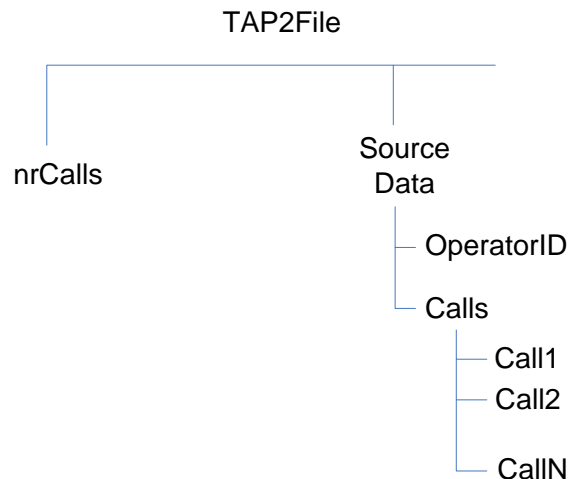 TAP2File
nrCalls
Source
Data
OperatorID
Calls
Call1
Call2
CallN